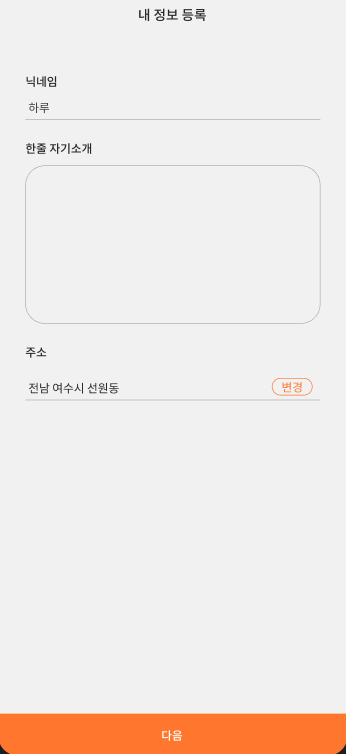 내 정보 등록
닉네임
하루
한줄 자기소개
주소
전남 여수시 선원동
변경
다음